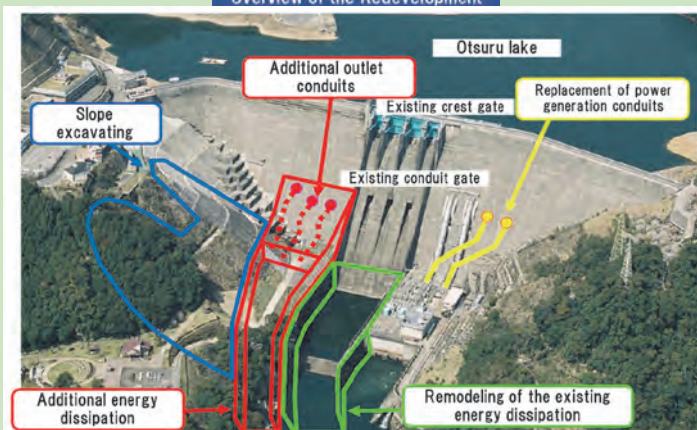 Overview of the Redevelopment
Otsuru lake
Additional outlet
conduits
Existing crest gate
Replacement of power
generation conduits
Slope
excavating
Existing conduit gate
Additional energy
dissipation
Remodeling of the existing
energy dissipation